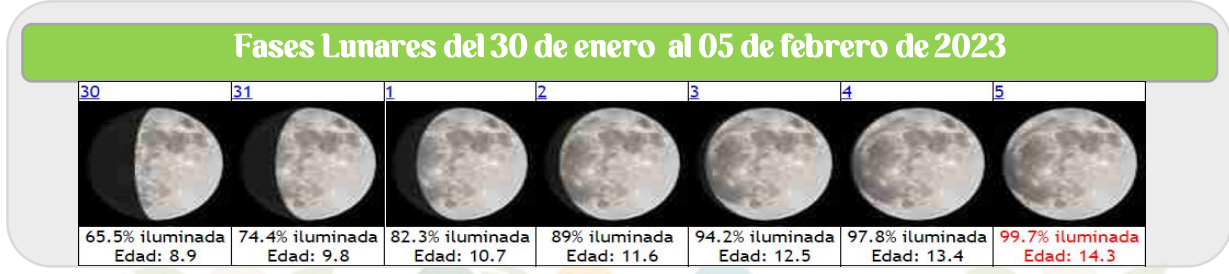 Fases Lunares del 30 de enero al 05 de febrero de 2023
30 31 1 2 3 4 5
65.5% iluminada 74.4% iluminada 82.3% iluminada 89% iluminada 94.2% iluminada 97.8% iluminada 99.7% iluminada
Edad: 8.9 Edad: 9.8 Edad: 10.7 Edad: 11.6 Edad: 12.5 Edad: 13.4 Edad: 14.3